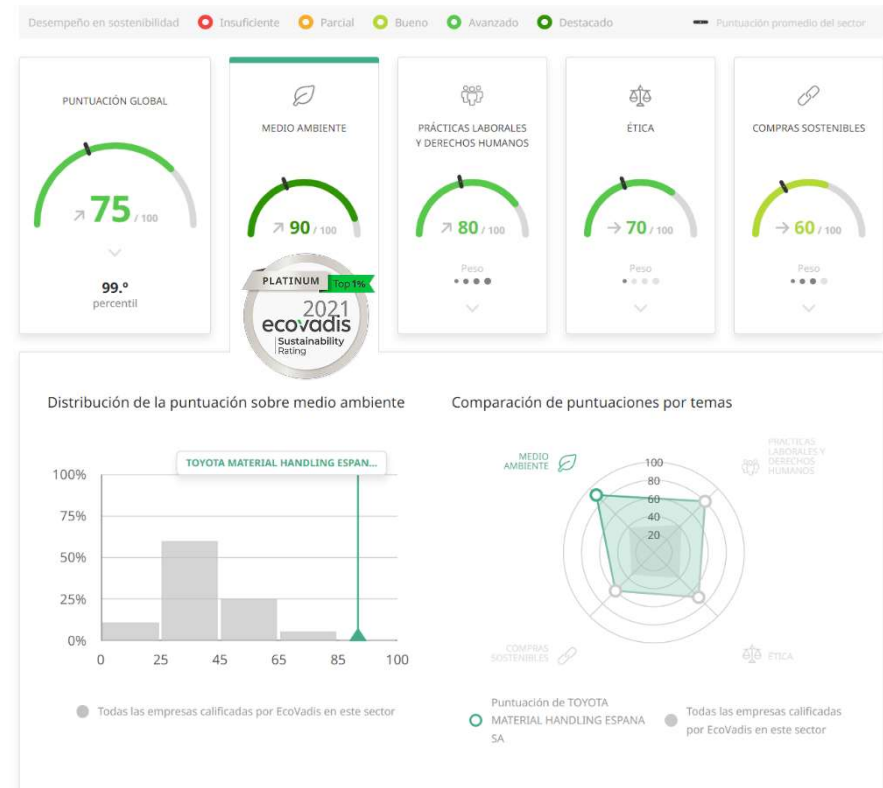 Desempeño en sostenibilidad Insuficiente Parcial Bueno Avanzado Destacado Puntuación promedio del sector
PUNTUACIÓN GLOBAL
75 / 100
99.º
percentil
MEDIO AMBIENTE
90 / 100
PLATINUM Top 1%
2021
ecovadis
Sustainability
Rating
PRÁCTICAS LABORALES
Y DERECHOS HUMANOS
80 / 100
Peso
ÉTICA
70 / 100
Peso
COMPRAS SOSTENIBLES
60 / 100
Peso
Distribución de la puntuación sobre medio ambiente
TOYOTA MATERIAL HANDLING ESPAN...
100%
75%
50%
25%
0%
0 25 45 65 85 100
Todas las empresas calificadas por EcoVadis en este sector
Comparación de puntuaciones por temas
MEDIO
AMBIENTE
PRÁCTICAS
LABORALES Y
DERECHOS
HUMANOS
100
80
60
40
20
COMPRAS
SOSTENIBLES
ÉTICA
Puntuación de TOYOTA
MATERIAL HANDLING ESPANA
SA
Todas las empresas calificadas
por EcoVadis en este sector